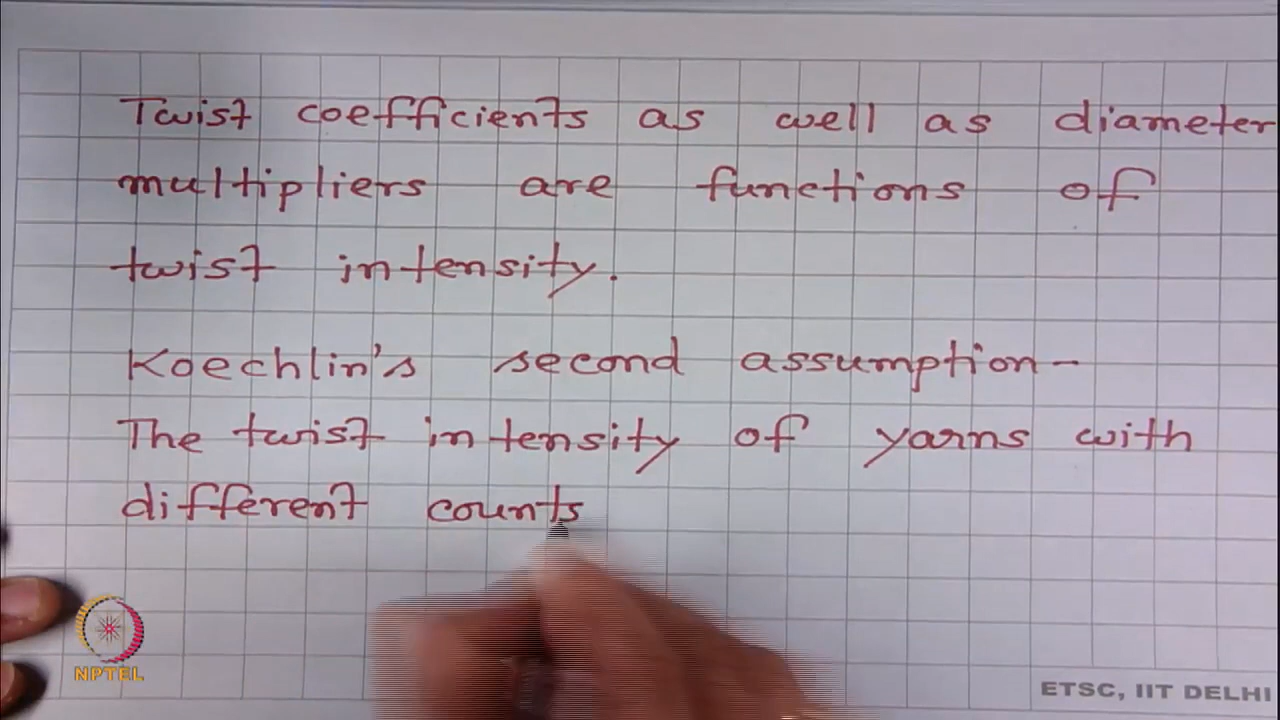 Twist coefficients as well as diameter
multipliers are functions of
twist intensity.
Koechlin's second assumption-
The twist intensity of yarns with
different counts
NPTEL
ETSC, IIT DELHI